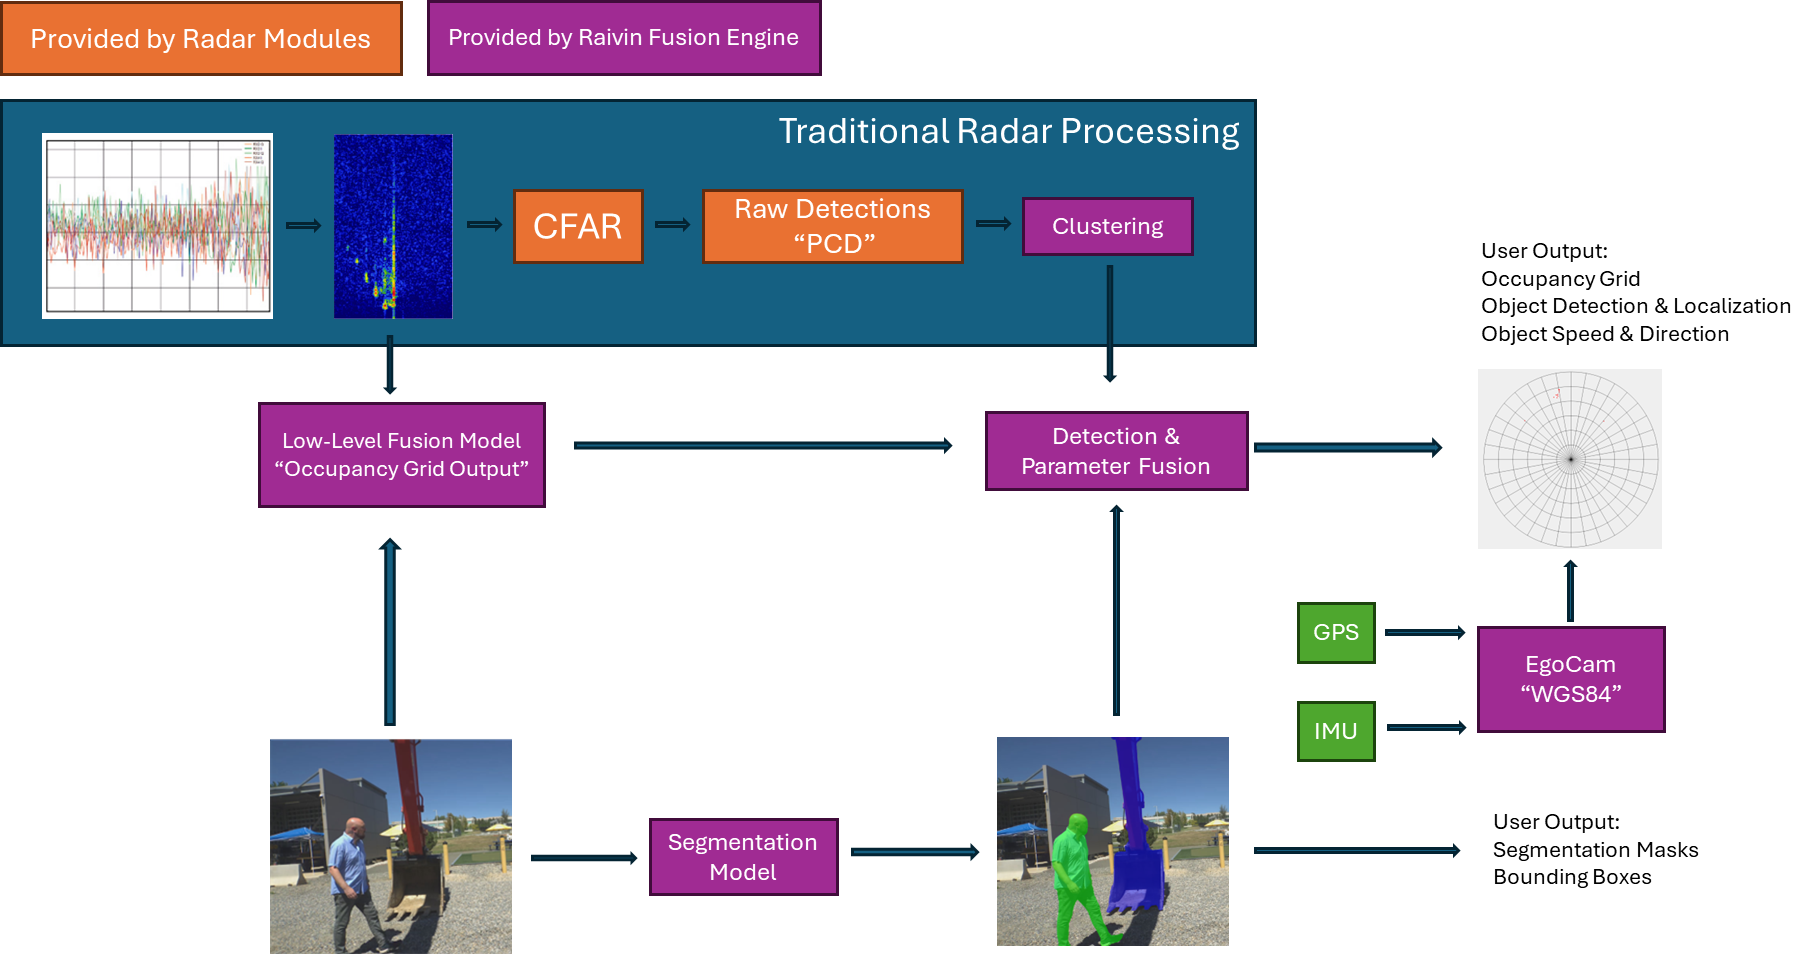 Provided by Radar Modules
Provided by Raivin Fusion Engine
Traditional Radar Processing
CFAR
Raw Detections
“PCD”
Clustering
User Output:
Occupancy Grid
Object Detection & Localization
Object Speed & Direction
Low-Level Fusion Model
“Occupancy Grid Output”
Detection &
Parameter Fusion
GPS
IMU
EgoCam
“WGS84”
Segmentation
Model
User Output:
Segmentation Masks
Bounding Boxes